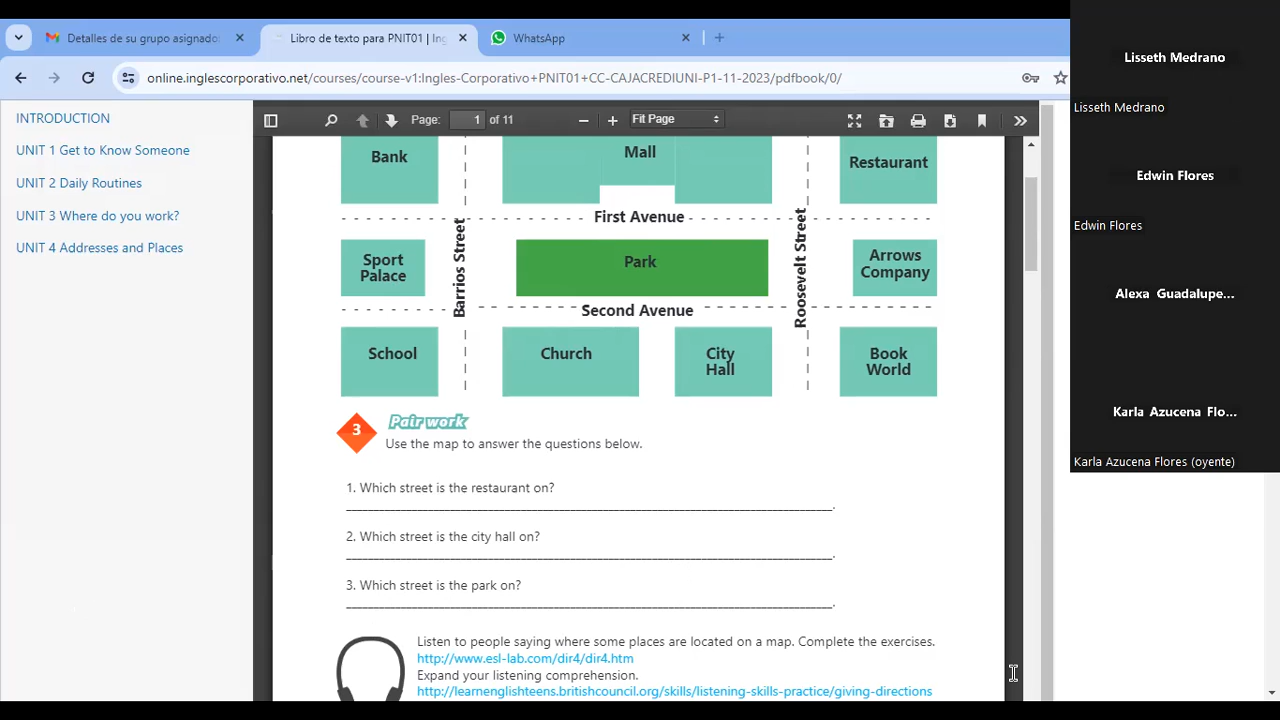 Detalles de su grupo asignado
Libro de texto para PNIT01 | Ing
WhatsApp
online.inglescorporativo.net/courses/course-v1:Ingles-Corporativo+PNIT01+CC-CAJACREDIUNI-P1-11-2023/pdfbook/0/
INTRODUCTION
UNIT 1 Get to Know Someone
UNIT 2 Daily Routines
UNIT 3 Where do you work?
UNIT 4 Addresses and Places
Page: 1 of 11
Fit Page
Bank
Mall
Restaurant
First Avenue
Barrios Street
Roosevelt Street
Sport
Palace
Park
Arrows
Company
Second Avenue
School
Church
City
Hall
Book
World
3
Pair work
Use the map to answer the questions below.
1. Which street is the restaurant on?
2. Which street is the city hall on?
3. Which street is the park on?
Listen to people saying where some places are located on a map. Complete the exercises.
http://www.esl-lab.com/dir4/dir4.htm
Expand your listening comprehension.
http://learnenglishteens.britishcouncil.org/skills/listening-skills-practice/giving-directions
Lisseth Medrano
Lisseth Medrano
Edwin Flores
Edwin Flores
Alexa Guadalupe...
Karla Azucena Flo...
Karla Azucena Flores (oyente)